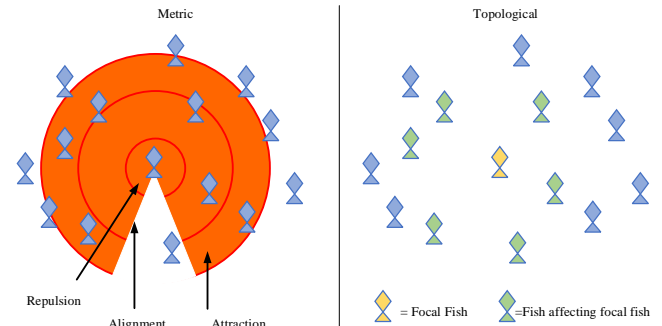 Metric
Topological
Repulsion
Alignment
Attraction
= Focal Fish
=Fish affecting focal fish